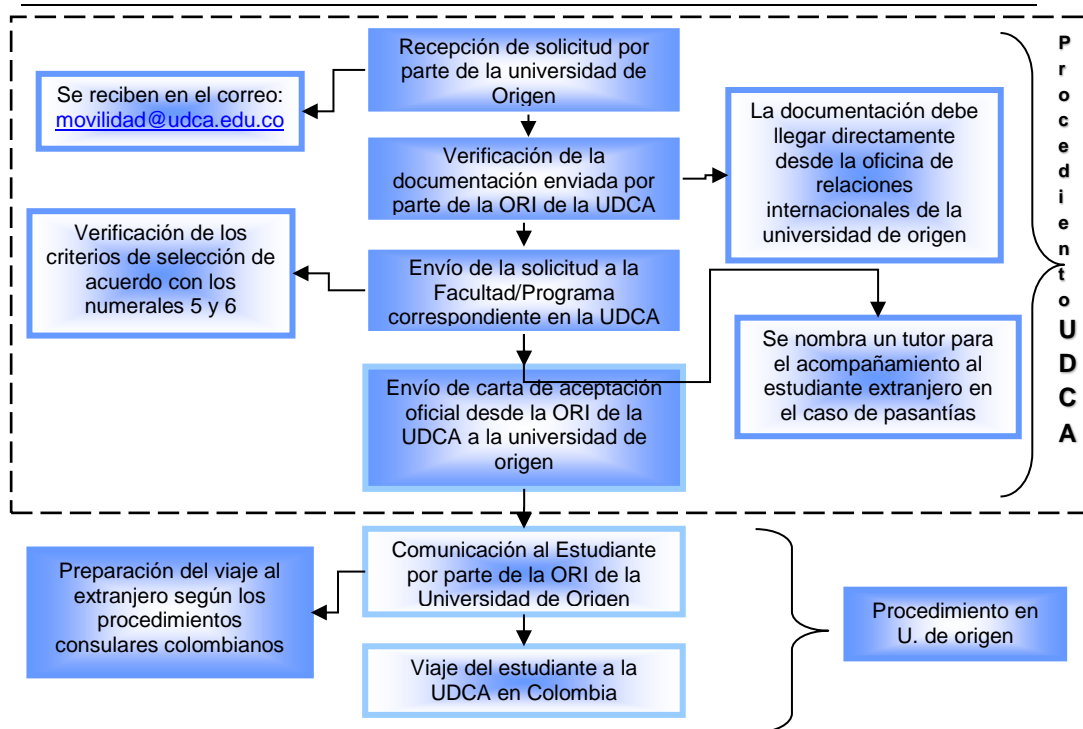 Recepción de solicitud por
parte de la universidad de
Origen
Se reciben en el correo:
movilidad@udca.edu.co
Verificación de la
documentación enviada por
parte de la ORI de la UDCA
La documentación debe
llegar directamente
desde la oficina de
relaciones
internacionales de la
universidad de origen
Verificación de los
criterios de selección de
acuerdo con los
numerales 5 y 6
Envío de la solicitud a la
Facultad/Programa
correspondiente en la UDCA
Se nombra un tutor para
el acompañamiento al
estudiante extranjero en
el caso de pasantías
Envío de carta de aceptación
oficial desde la ORI de la
UDCA a la universidad de
origen
Procediento UDCA
Comunicación al Estudiante
por parte de la ORI de la
Universidad de Origen
Preparación del viaje al
extranjero según los
procedimientos
consulares colombianos
Viaje del estudiante a la
UDCA en Colombia
Procedimiento en
U. de origen